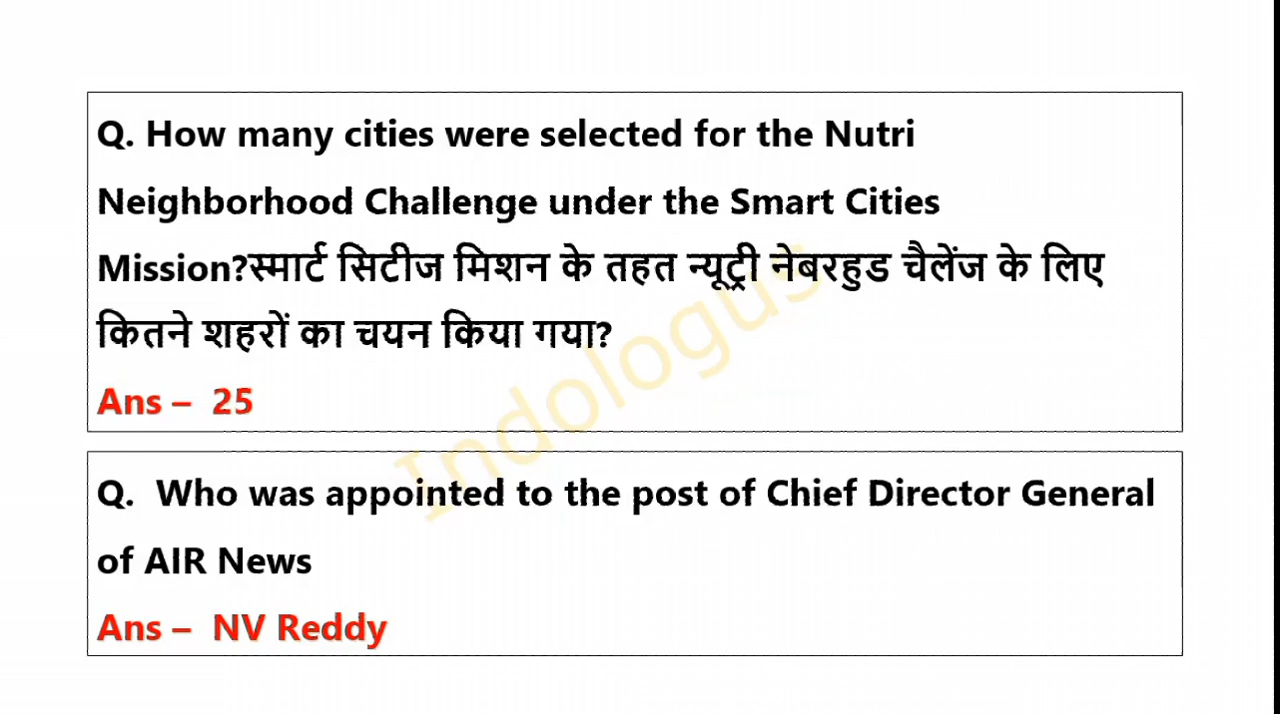 Q. How many cities were selected for the Nutri
Neighborhood Challenge under the Smart Cities
Mission?स्मार्ट सिटीज मिशन के तहत न्यूट्री नेबरहुड चैलेंज के लिए
कितने शहरों का चयन किया गया?
Ans – 25
Indologus
Q. Who was appointed to the post of Chief Director General
of AIR News
Ans – NV Reddy